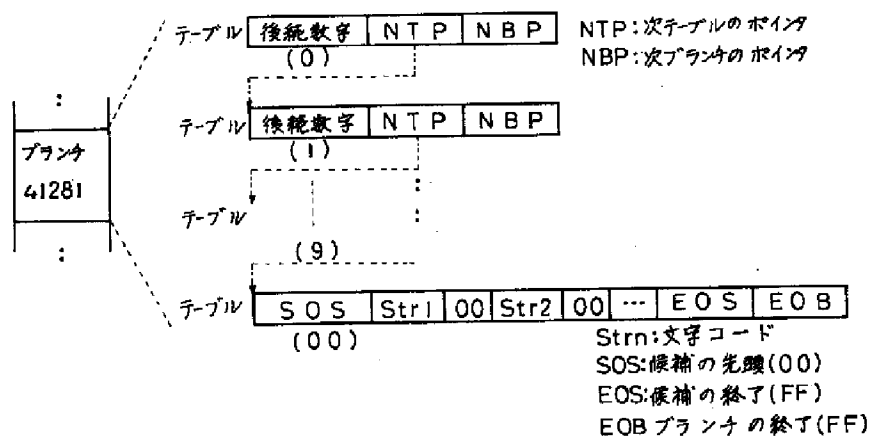 テーブル 後続数字 NTP NBP NTP:次テーブルのポインタ
(0) NBP:次ブランチのポインタ
:
テーブル 後続数字 NTP NBP
(1)
ブランチ
41281
:
テーブル :
(9)
:
テーブル SOS Str1 00 Str2 00 … EOS EOB
(00) Strn:文字コード
SOS:候補の先頭(00)
EOS:候補の終了(FF)
EOB ブランチの終了(FF)